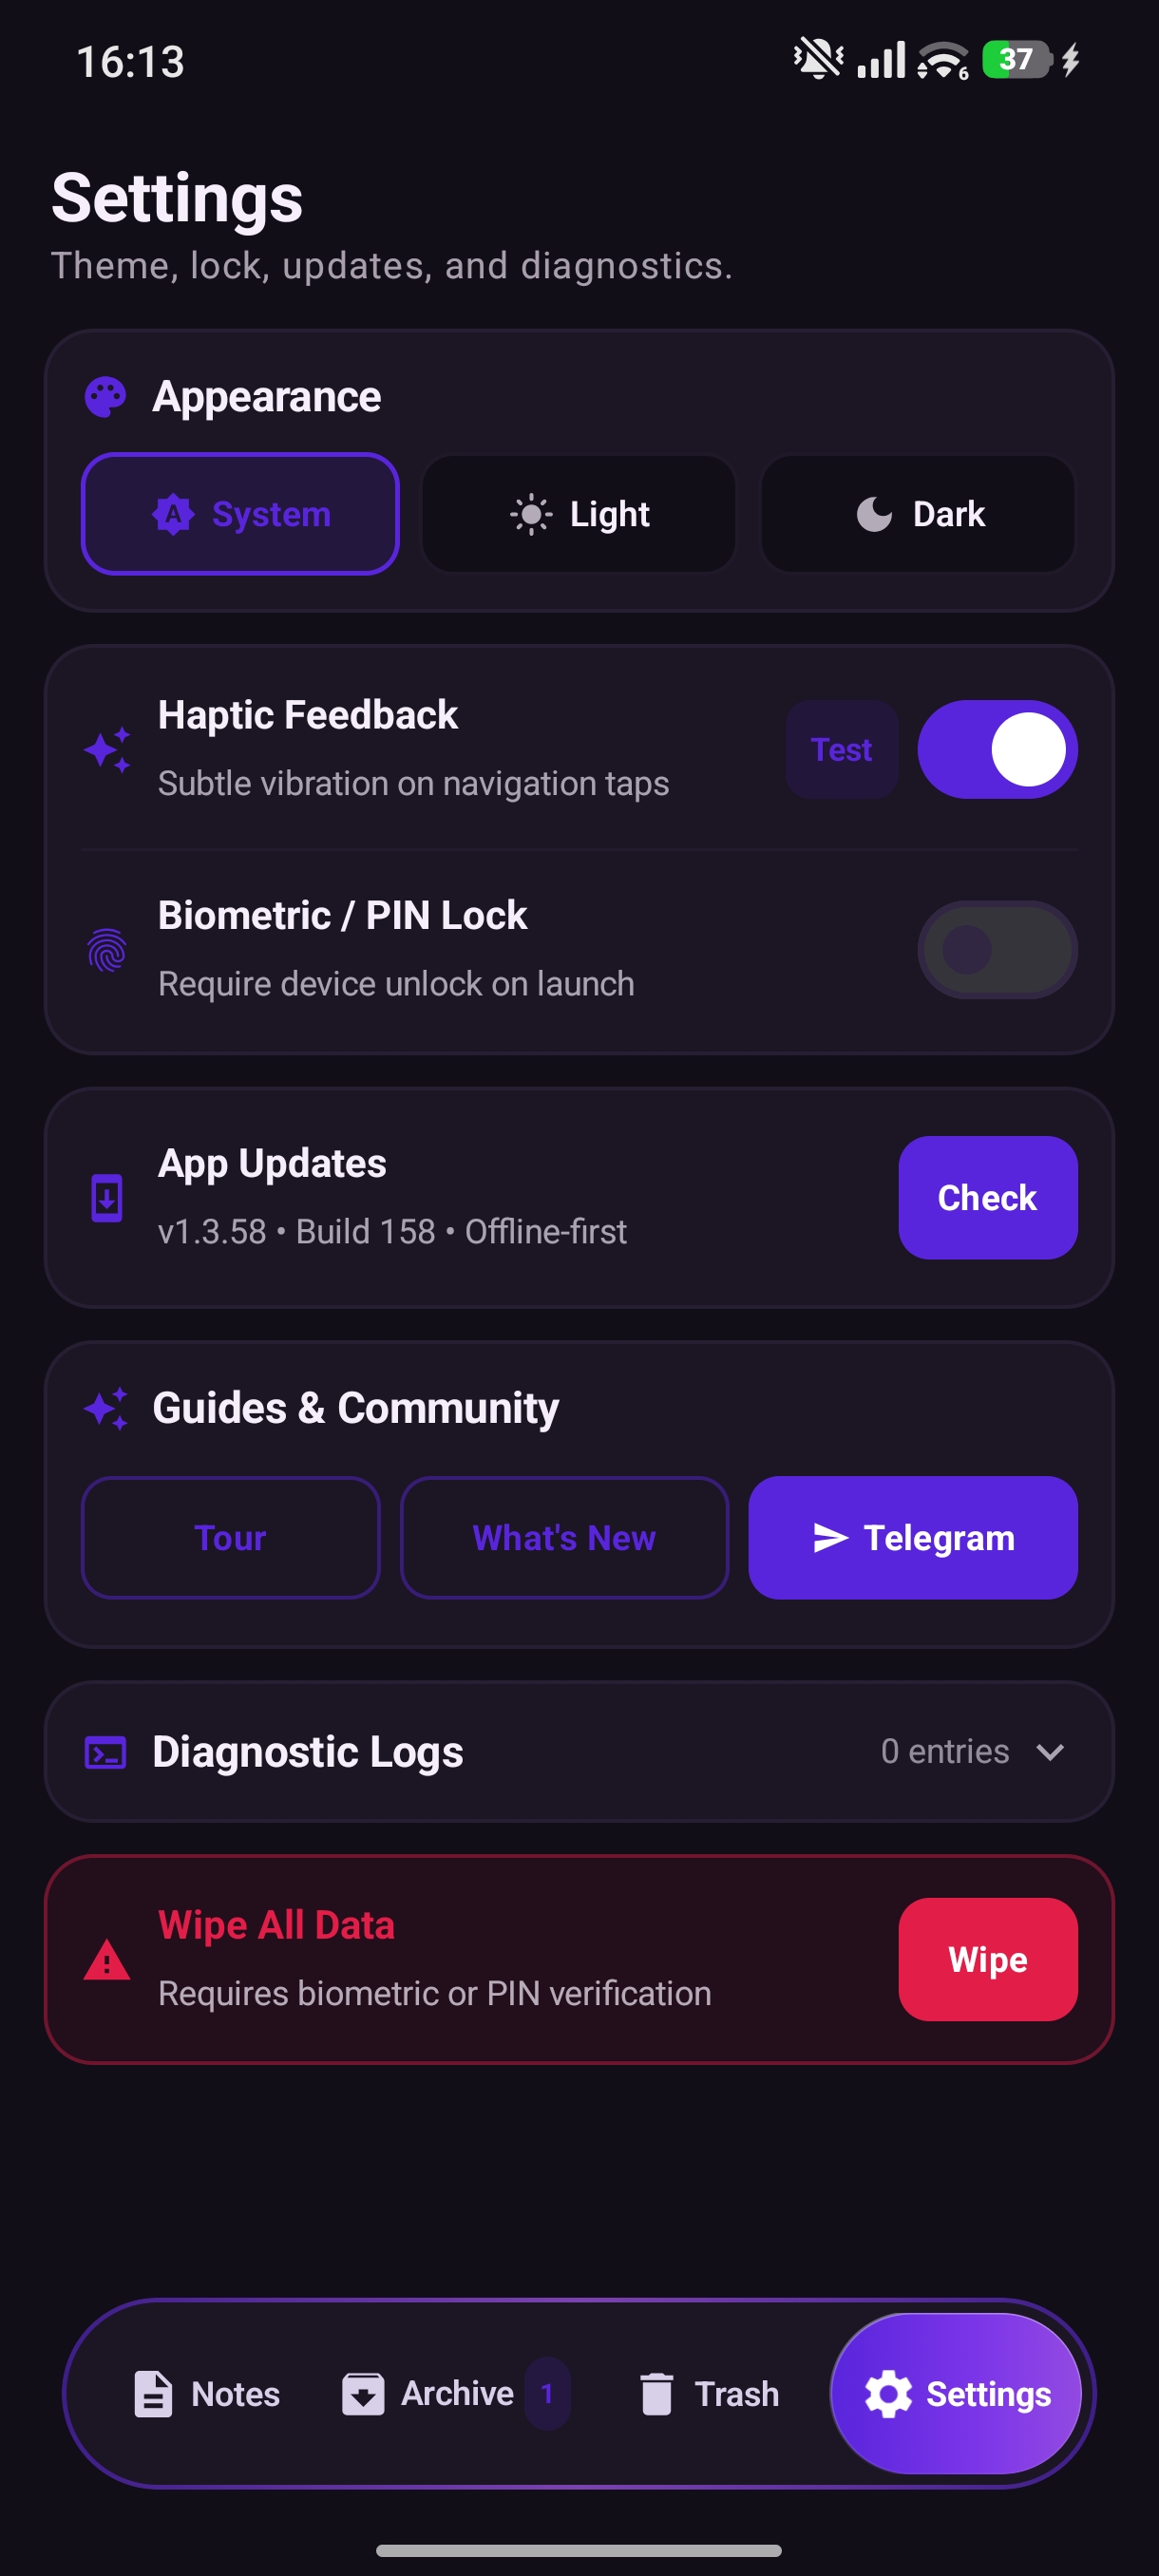 16:13
6
37
Settings
Theme, lock, updates, and diagnostics.
Appearance
A System
Light
Dark
Haptic Feedback
Subtle vibration on navigation taps
Test
Biometric / PIN Lock
Require device unlock on launch
App Updates
v1.3.58 • Build 158 • Offline-first
Check
Guides & Community
Tour
What's New
Telegram
Diagnostic Logs
0 entries
Wipe All Data
Requires biometric or PIN verification
Wipe
Notes
Archive 1
Trash
Settings